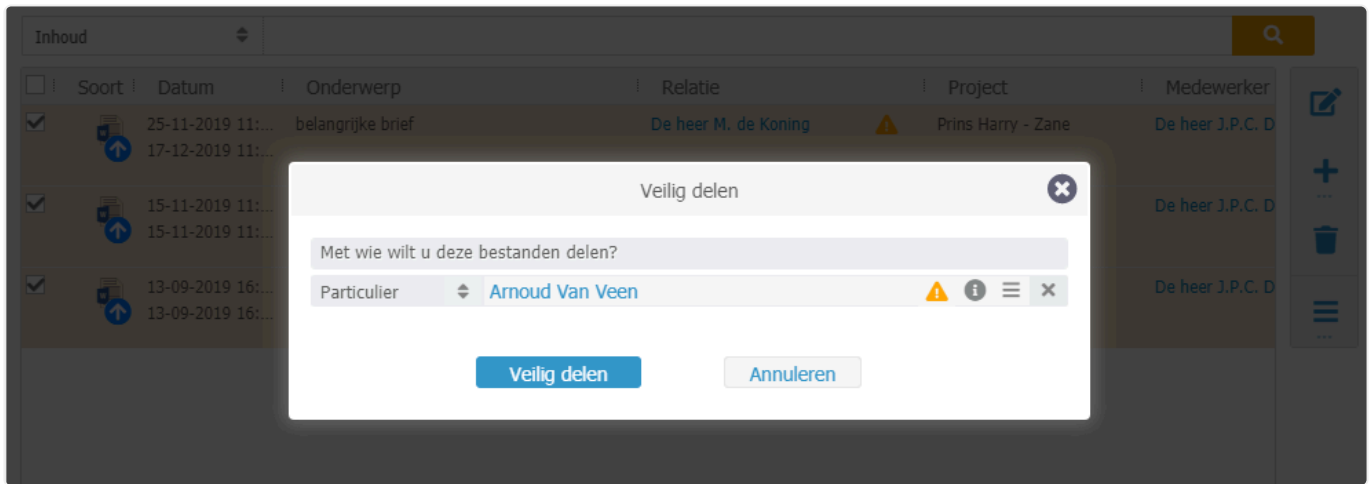 Inhoud
Soort Datum Onderwerp Relatie Project Medewerker
25-11-2019 11:... belangrijke brief De heer M. de Koning Prins Harry - Zane De heer J.P.C. D
17-12-2019 11:...
Veilig delen
15-11-2019 11:... De heer J.P.C. D
15-11-2019 11:...
Met wie wilt u deze bestanden delen?
13-09-2019 16:... De heer J.P.C. D
Particulier Arnoud Van Veen
13-09-2019 16:...
Veilig delen Annuleren